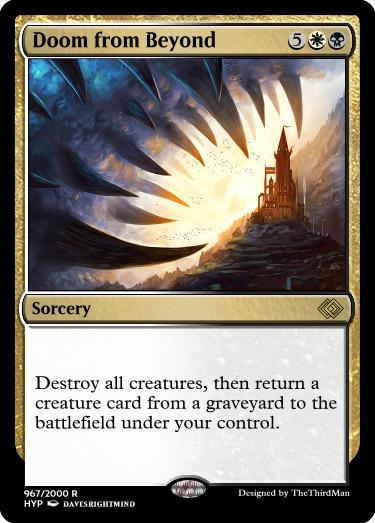 Doom from Beyond 5
Sorcery
Destroy all creatures, then return a
creature card from a graveyard to the
battlefield under your control.
967/2000 R
HYP DAVESRIGHTMIND
Designed by TheThirdMan